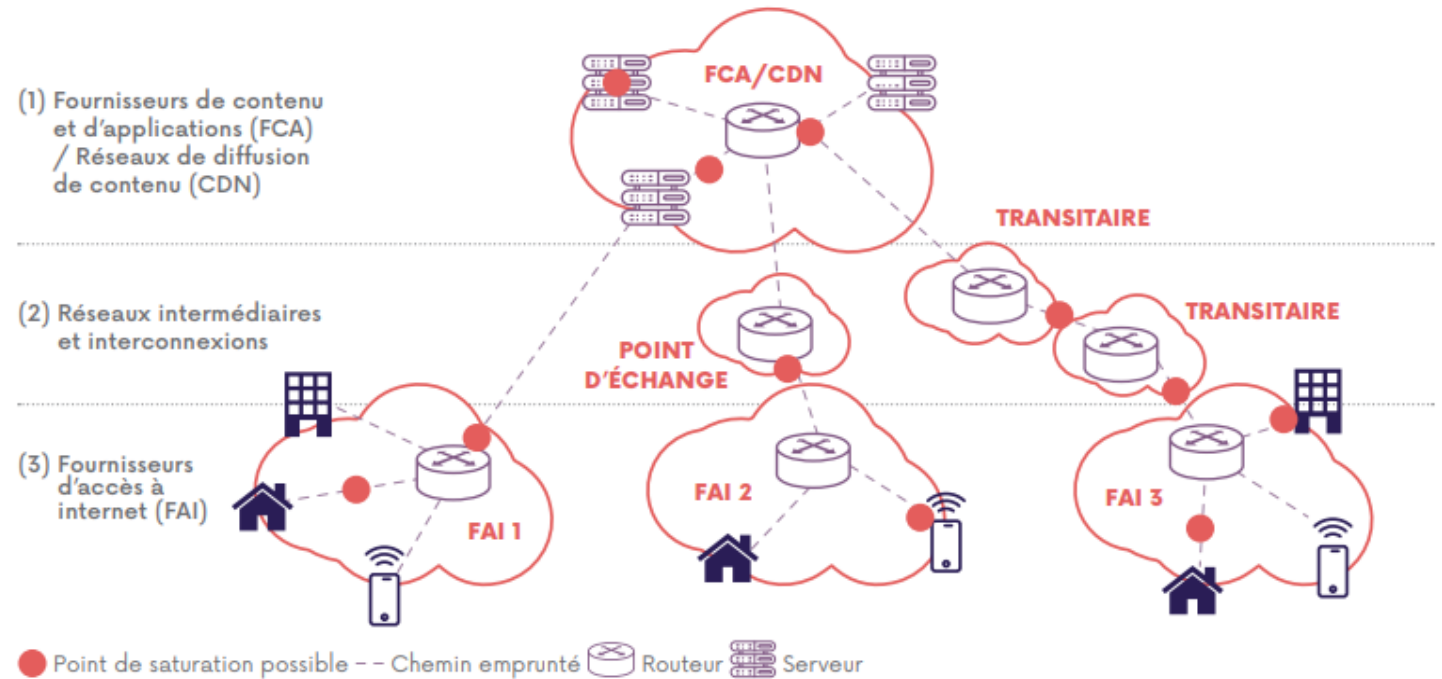 FCA/CDN
(1) Fournisseurs de contenu
et d'applications (FCA)
/ Réseaux de diffusion
de contenu (CDN)
TRANSITAIRE
(2) Réseaux intermédiaires
et interconnexions
TRANSITAIRE
POINT
D'ÉCHANGE
(3) Fournisseurs
d'accès à
internet (FAI)
FAI 1
FAI 2
FAI 3
Point de saturation possible -- Chemin emprunté Routeur Serveur